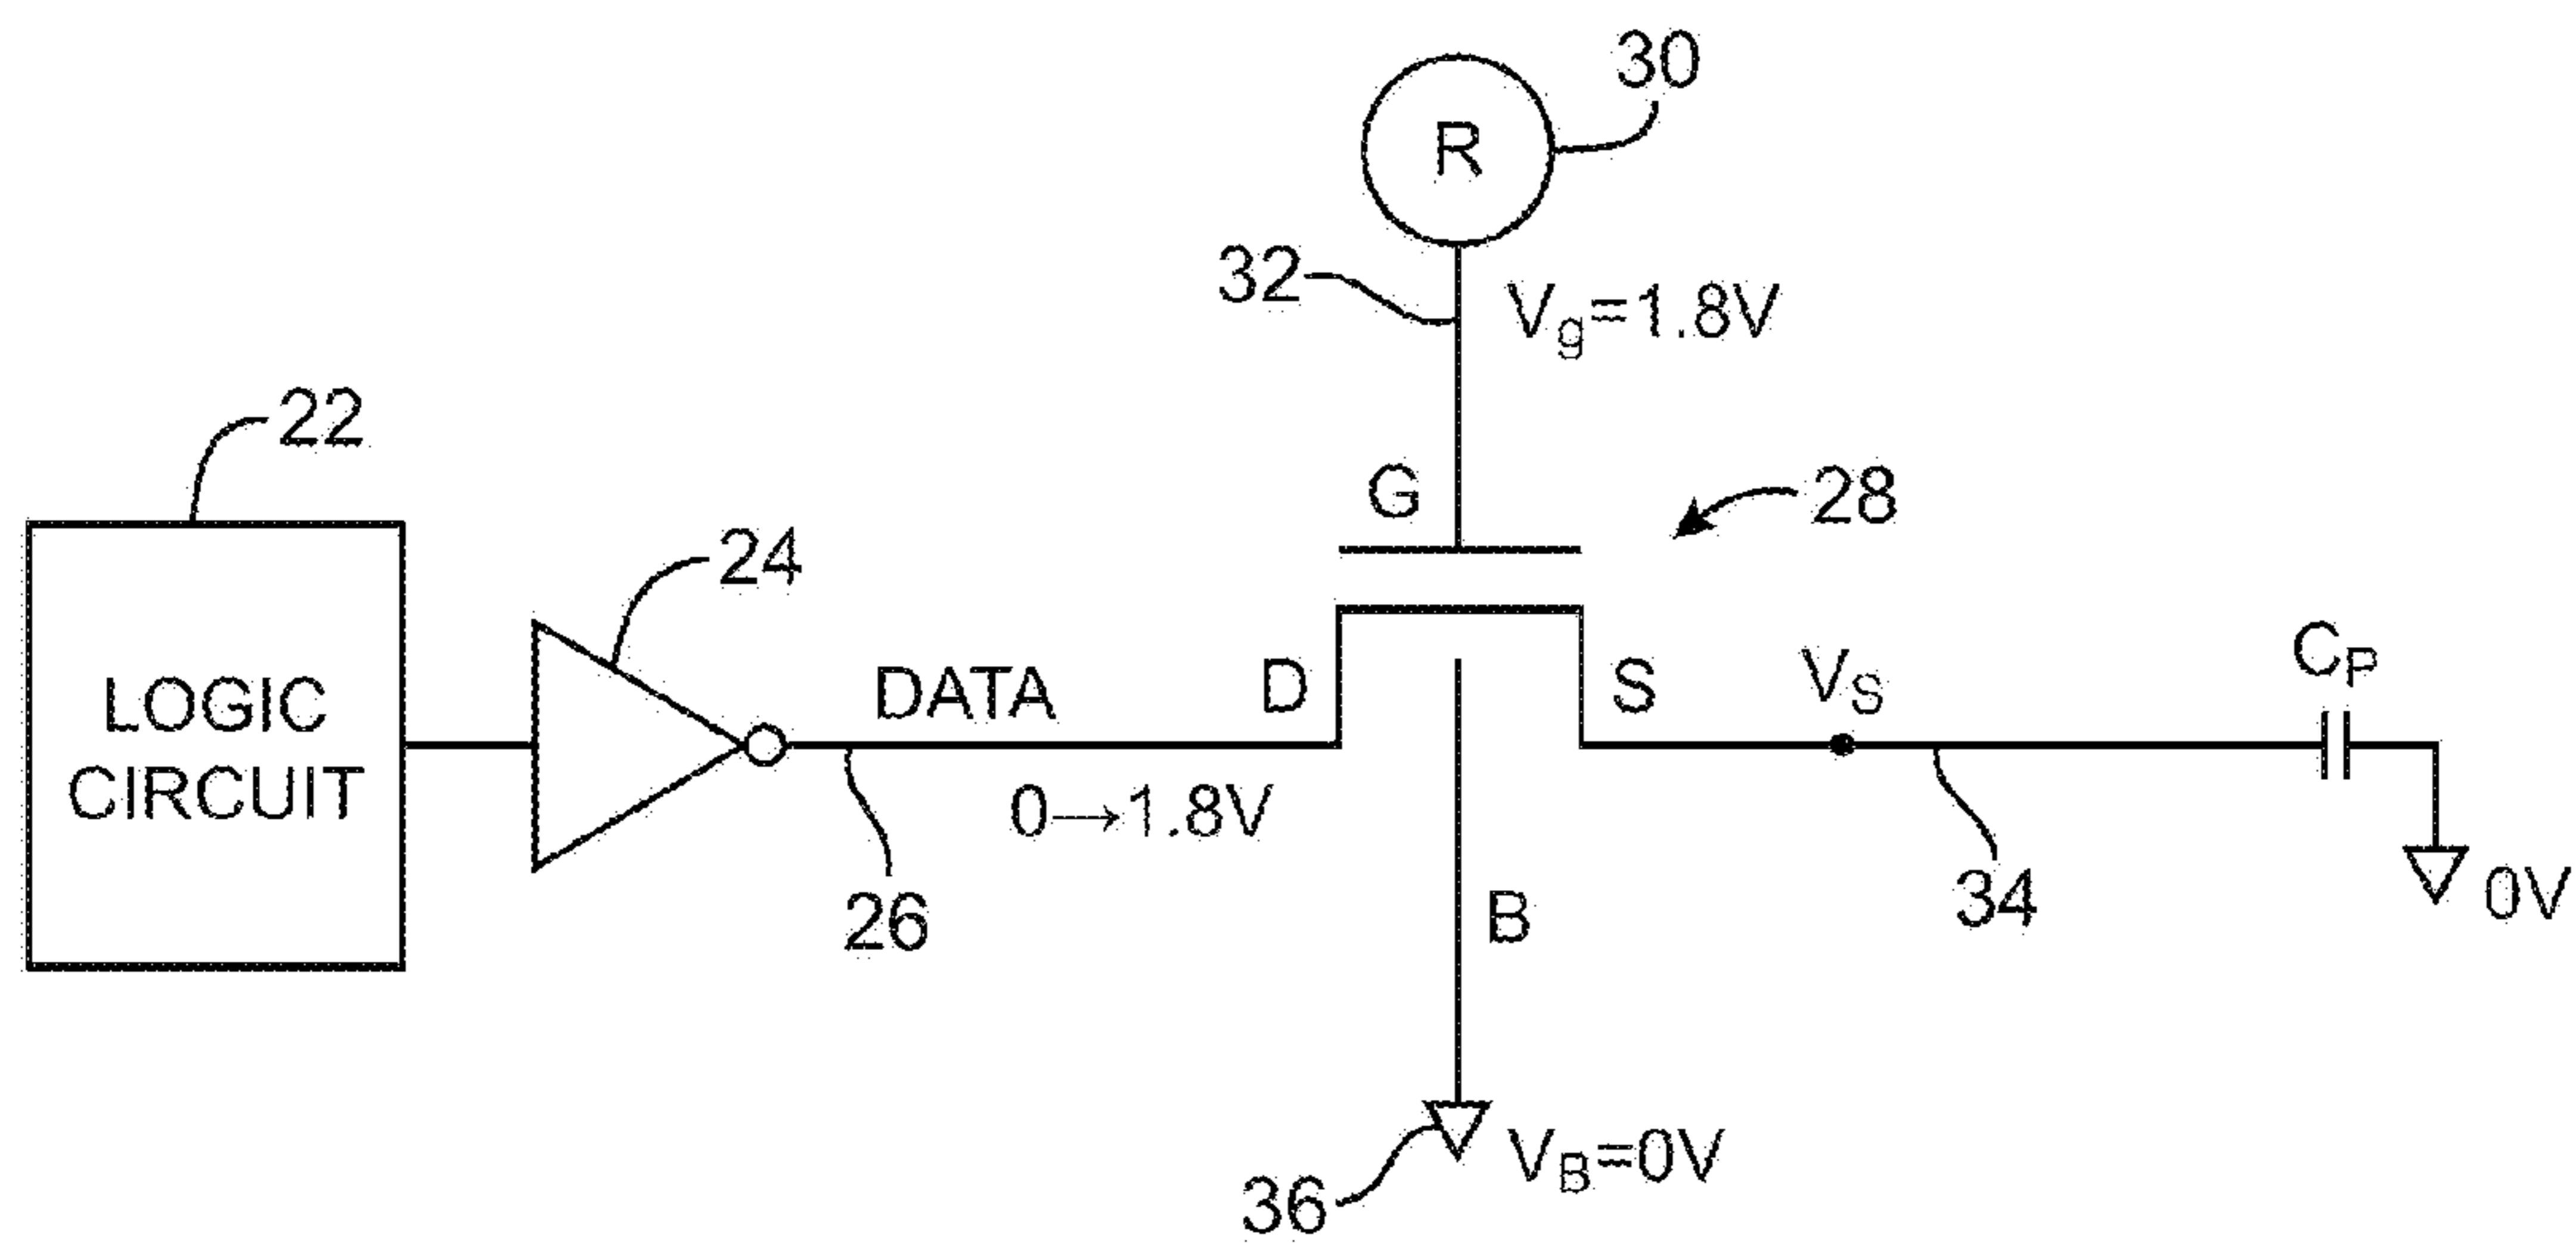 30
R
32
Vg=1.8V
22
G
28
24
LOGIC
CIRCUIT
DATA
D
S
VS
CP
0→1.8V
26
B
34
0V
36
VB=0V